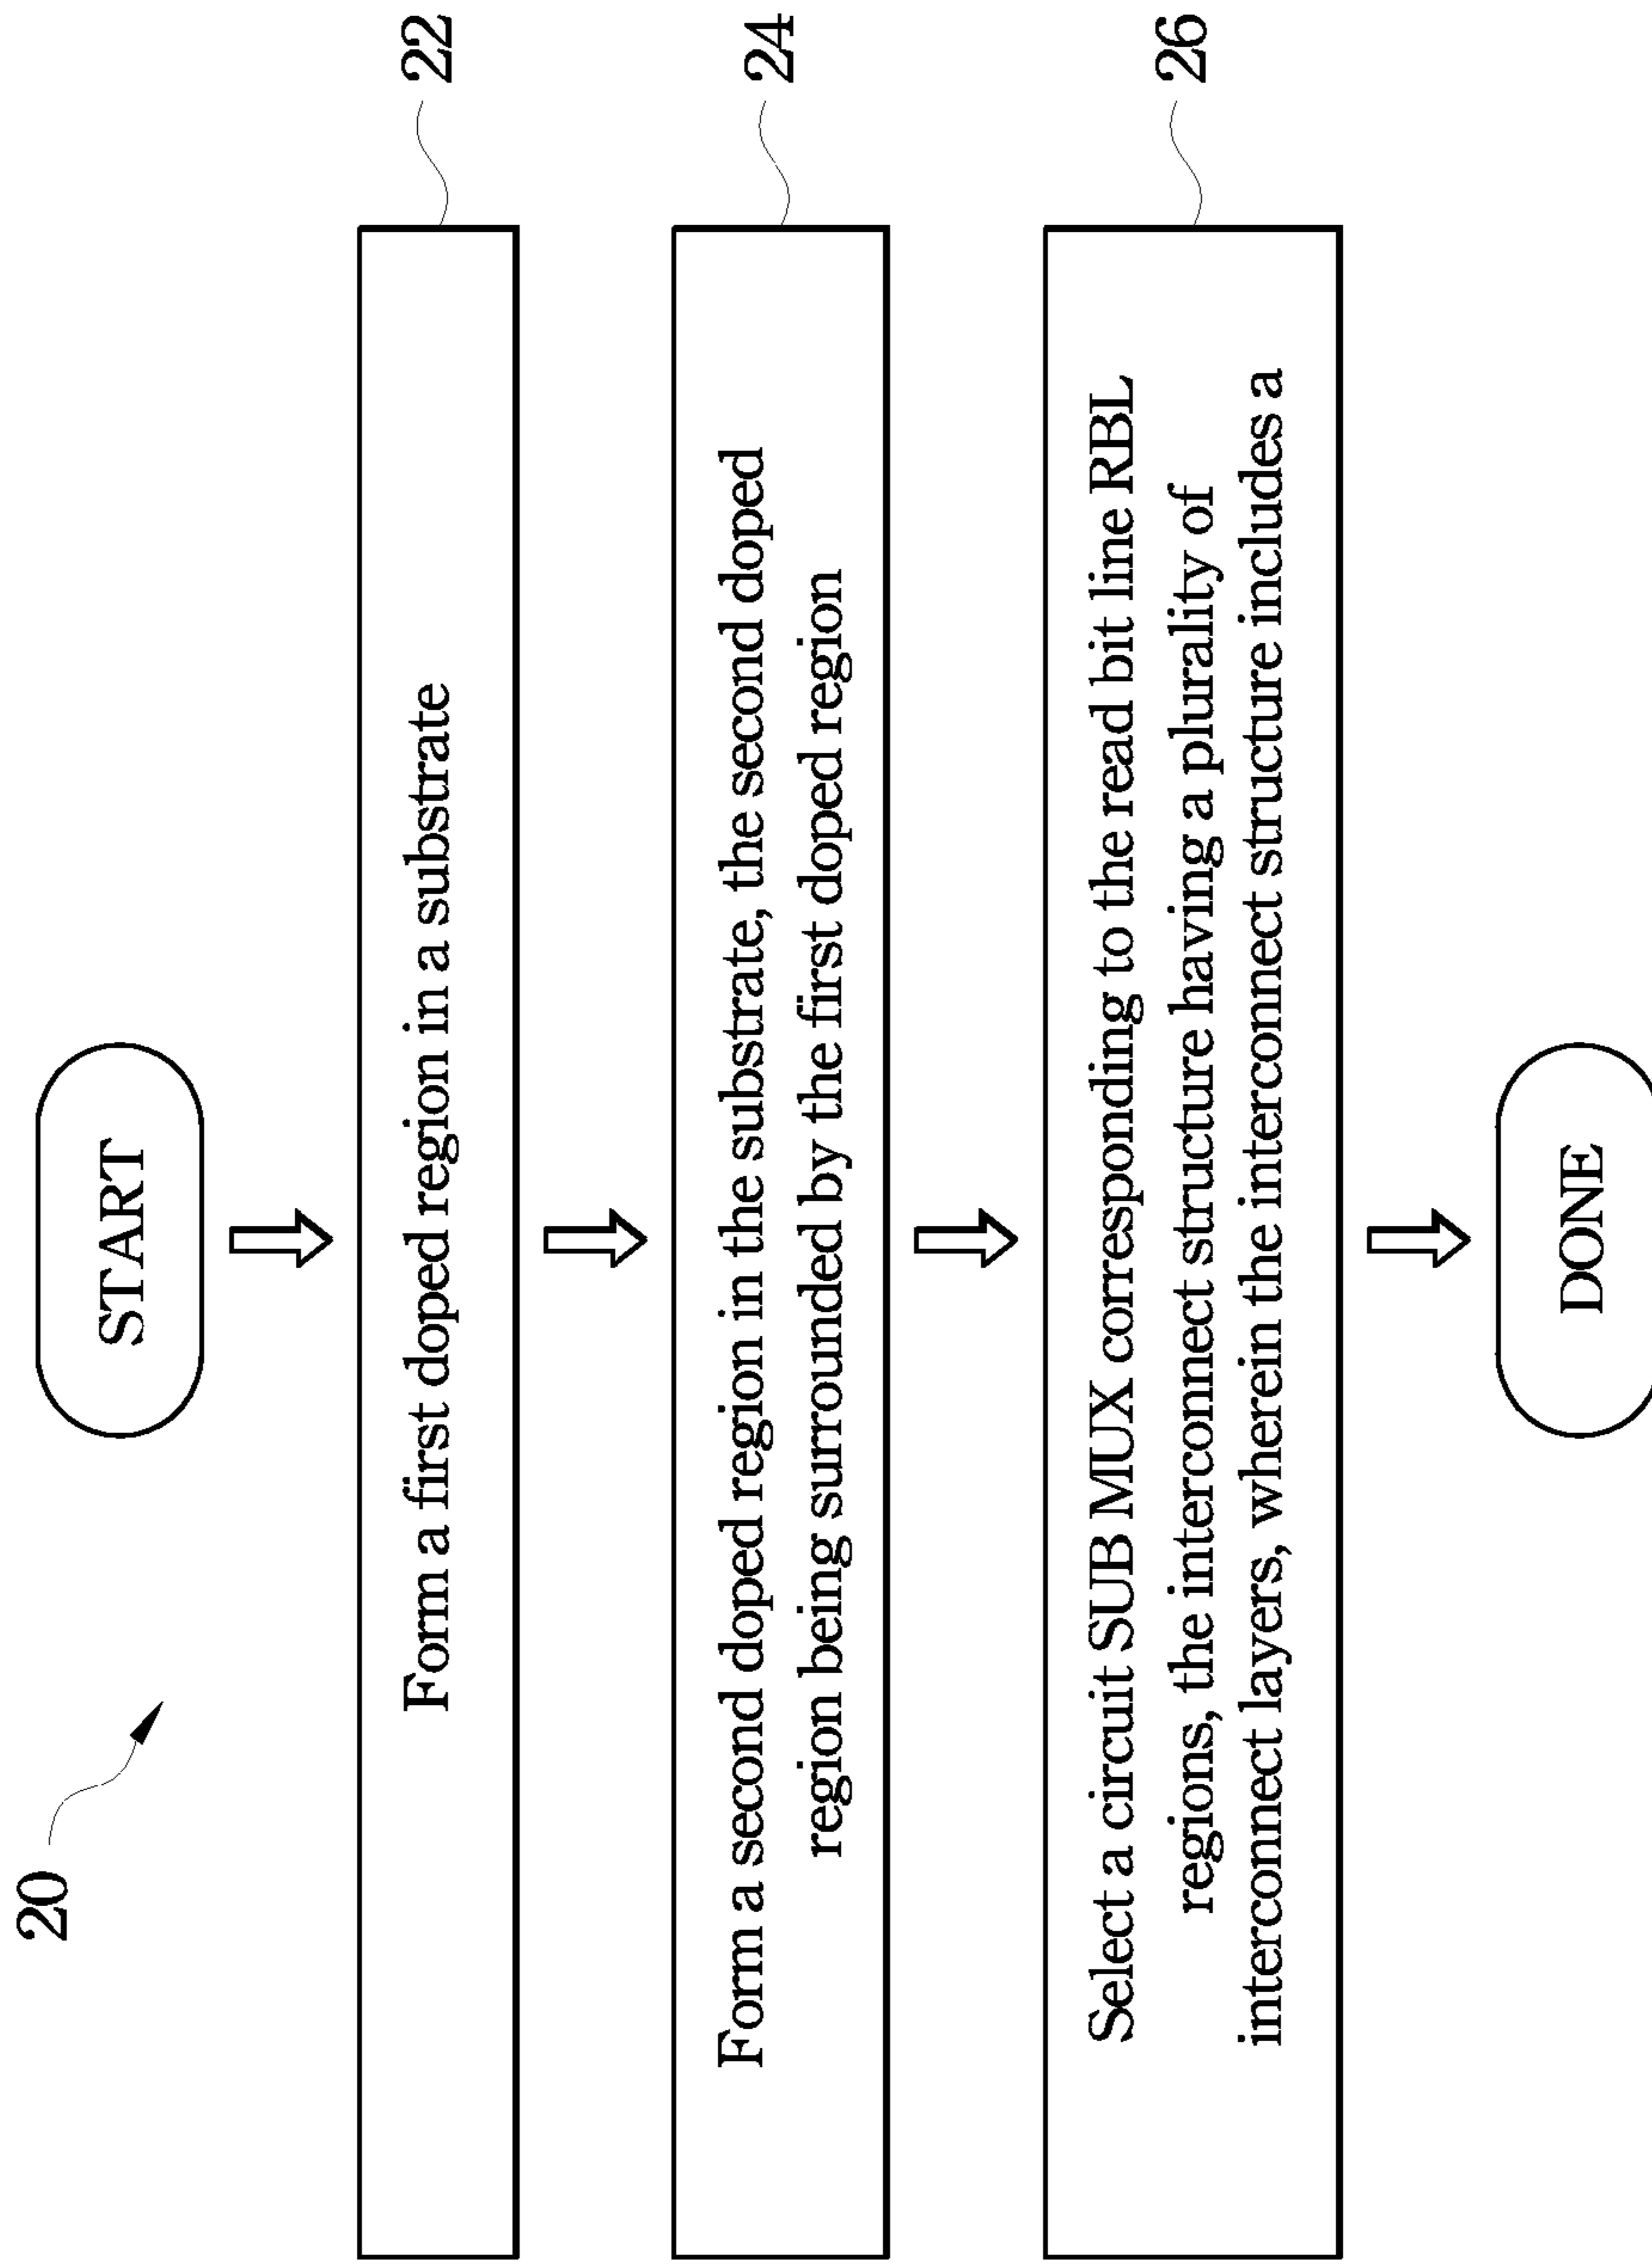 20
START
Form a first doped region in a substrate
22
Form a second doped region in the substrate, the second doped
region being surrounded by the first doped region
24
Select a circuit SUB MUX corresponding to the read bit line RBL
regions, the interconnect structure having a plurality of
interconnect layers, wherein the interconnect structure includes a
26
DONE